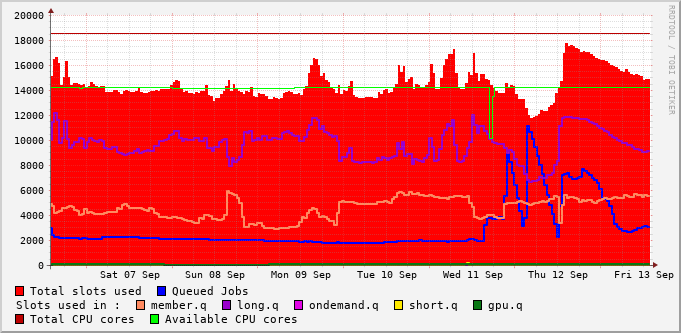 20000
18000
16000
14000
12000
10000
8000
6000
4000
2000
0
Sat 07 Sep Sun 08 Sep Mon 09 Sep Tue 10 Sep Wed 11 Sep Thu 12 Sep Fri 13 Sep
Total slots used Queued Jobs
Slots used in : member.q long.q ondemand.q short.q gpu.q
Total CPU cores Available CPU cores
RRDTOOL / TOBI OETIKER